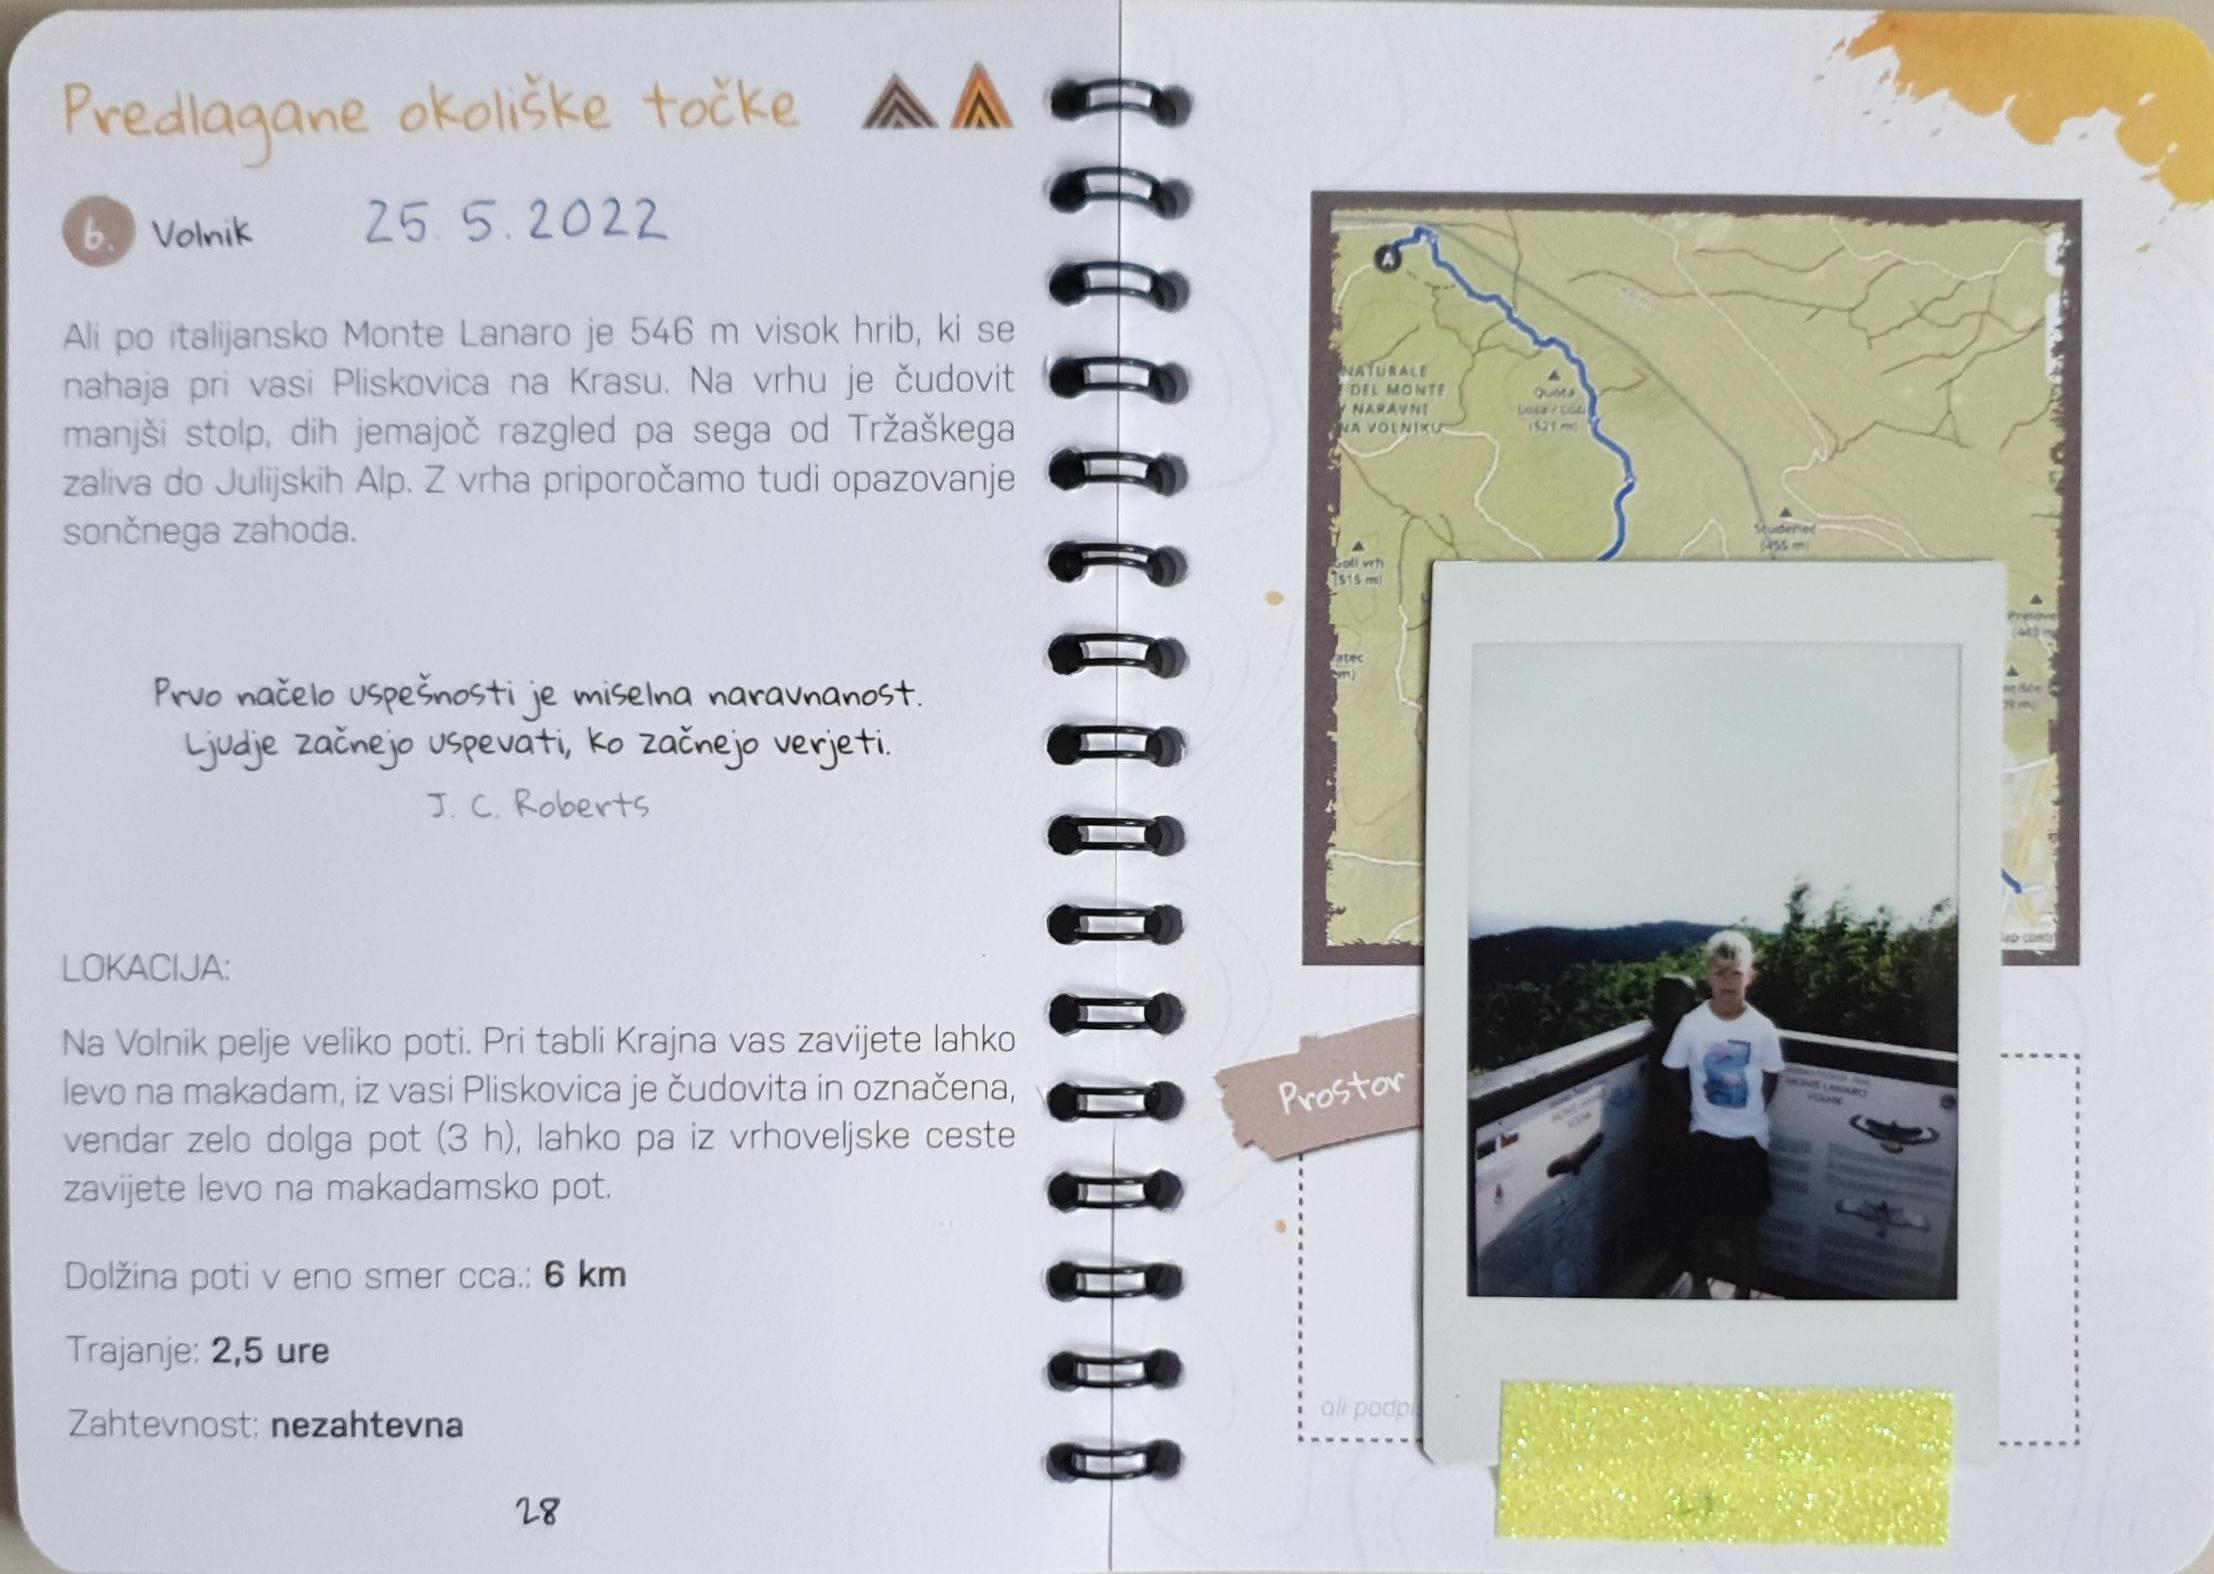 Predlagane okoliške točke
6. Volnik 25. 5. 2022
Ali po italijansko Monte Lanaro je 546 m visok hrib, ki se
nahaja pri vasi Pliskovica na Krasu. Na vrhu je čudovit
manjši stolp, dih jemajoč razgled pa sega od Tržaškega
zaliva do Julijskih Alp. Z vrha priporočamo tudi opazovanje
sončnega zahoda.
Prvo načelo uspešnosti je miselna naravnanost.
Ljudje začnejo uspevati, ko začnejo verjeti.
J. C. Roberts
LOKACIJA:
Na Volnik pelje veliko poti. Pri tabli Krajna vas zavijete lahko
levo na makadam, iz vasi Pliskovica je čudovita in označena,
vendar zelo dolga pot (3 h), lahko pa iz vrhoveljske ceste
zavijete levo na makadamsko pot.
Dolžina poti v eno smer cca.: 6 km
Trajanje: 2,5 ure
Zahtevnost: nezahtevna
28
A
NATURALE
DEL MONTE
NARAVNI
NA VOLNIKU
Quota
(521 m)
Studenec
(455 m)
Goli vrh
(515 m)
Prostor
MONTE LANARO
VOLNIK
ali